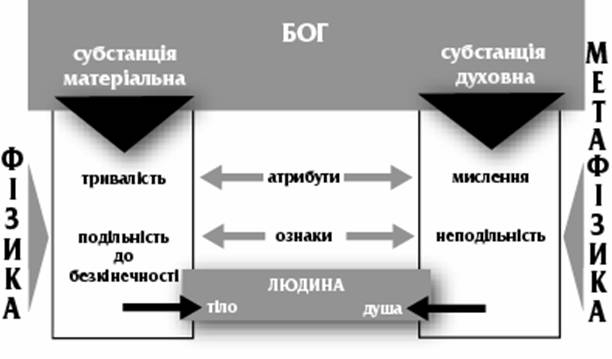 БОГ
субстанція
матеріальна
субстанція
духовна
ФІЗИКА
МЕТАФІЗИКА
тривалість
атрибути
мислення
подільність
до
безкінечності
ознаки
неподільність
ЛЮДИНА
тіло
душа